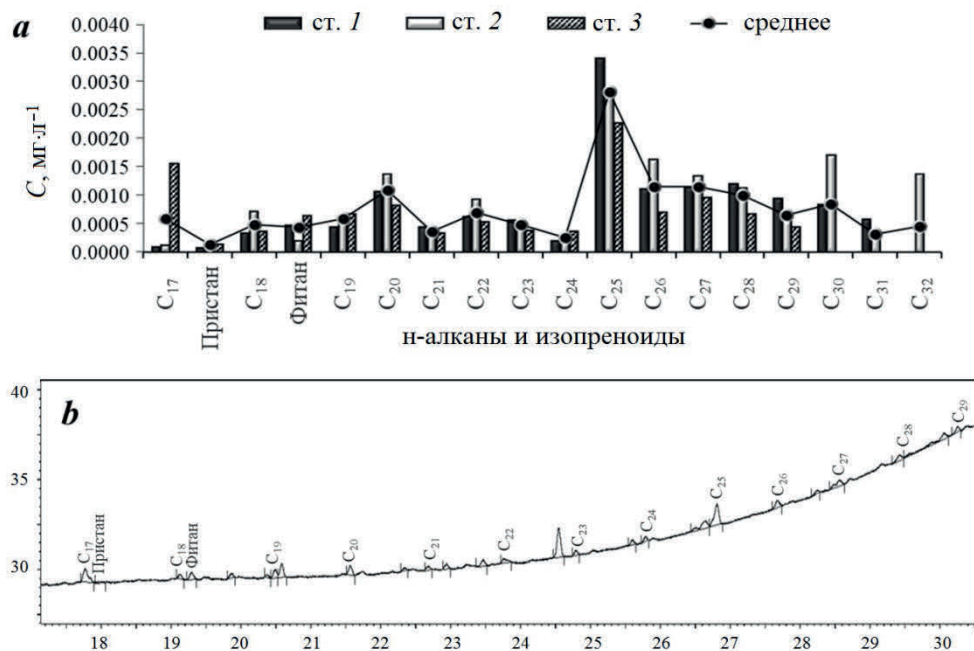 a
ст. 1 ст. 2 ст. 3 среднее
0.0040
0.0035
0.0030
0.0025
0.0020
0.0015
0.0010
0.0005
0.0000
C, мг·л⁻¹
C₁₇ Пристан C₁₈ Фитан C₁₉ C₂₀ C₂₁ C₂₂ C₂₃ C₂₄ C₂₅ C₂₆ C₂₇ C₂₈ C₂₉ C₃₀ C₃₁ C₃₂
н-алканы и изопреноиды
b
40
35
30
C₁₇ Пристан C₁₈ Фитан C₁₉ C₂₀ C₂₁ C₂₂ C₂₃ C₂₄ C₂₅ C₂₆ C₂₇ C₂₈ C₂₉
18 19 20 21 22 23 24 25 26 27 28 29 30